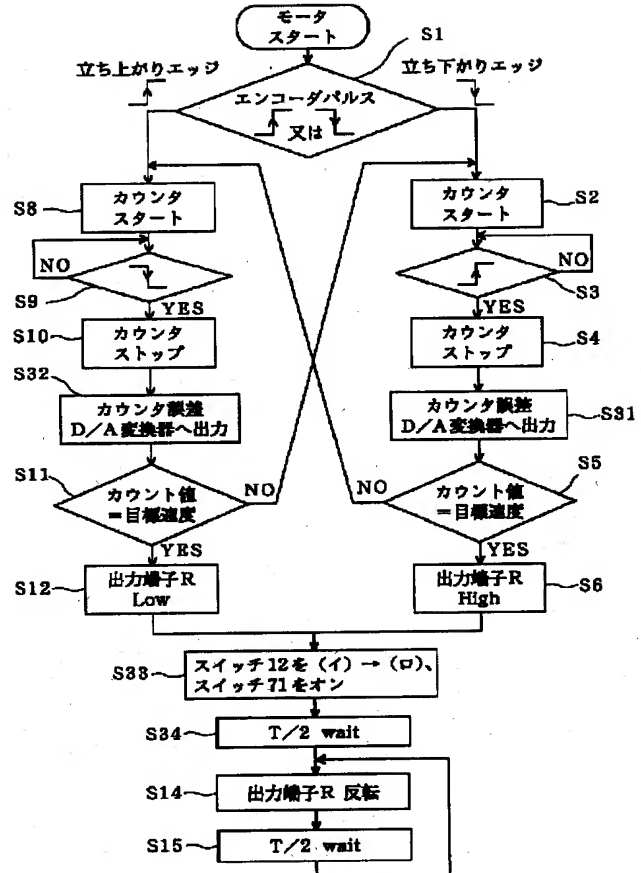 モータ
スタート
S1
立ち上がりエッジ
立ち下がりエッジ
エンコーダパルス
又は
S8
カウンタ
スタート
カウンタ
スタート
S2
NO
NO
S9
S3
YES
YES
S10
カウンタ
ストップ
カウンタ
ストップ
S4
S32
カウンタ誤差
D/A変換器へ出力
カウンタ誤差
D/A変換器へ出力
S31
S11
カウント値
=目標速度
NO
NO
カウント値
=目標速度
S5
YES
YES
S12
出力端子R
Low
出力端子R
High
S6
S33
スイッチ12を(イ)→(ロ)、
スイッチ71をオン
S34
T/2 wait
S14
出力端子R 反転
S15
T/2 wait